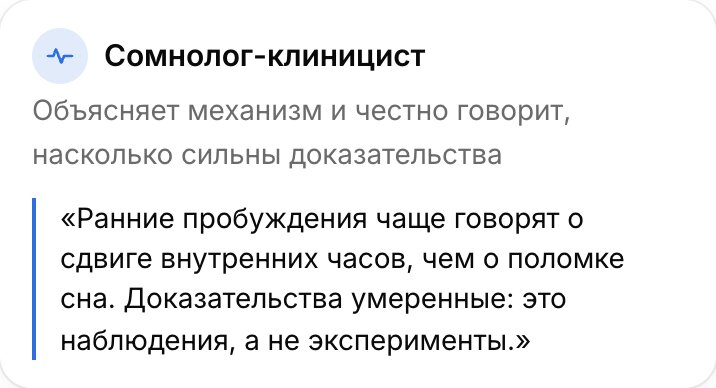 Сомнолог-клиницист
Объясняет механизм и честно говорит,
насколько сильны доказательства
«Ранние пробуждения чаще говорят о
сдвиге внутренних часов, чем о поломке
сна. Доказательства умеренные: это
наблюдения, а не эксперименты.»